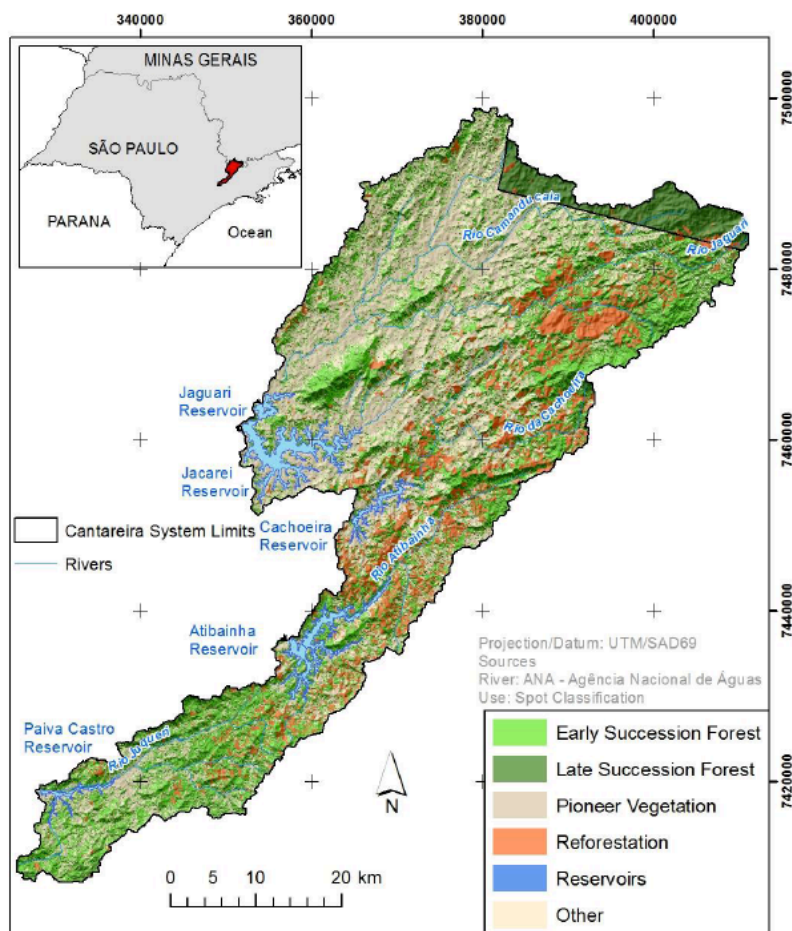 340000 360000 380000 400000
MINAS GERAIS
SÃO PAULO
PARANA
Ocean
7500000
Rio Camanducaia
Rio Jaguari
7480000
Jaguari
Reservoir
Rio da Cachoeira
7460000
Jacarei
Reservoir
Cachoeira
Reservoir
Cantareira System Limits
Rivers
Rio Atibainha
7440000
Atibainha
Reservoir
Projection/Datum: UTM/SAD69
Sources
River: ANA - Agência Nacional de Águas
Use: Spot Classification
Paiva Castro
Reservoir
Rio Juqueri
7420000
N
Early Succession Forest
Late Succession Forest
Pioneer Vegetation
Reforestation
Reservoirs
Other
0 5 10 20 km